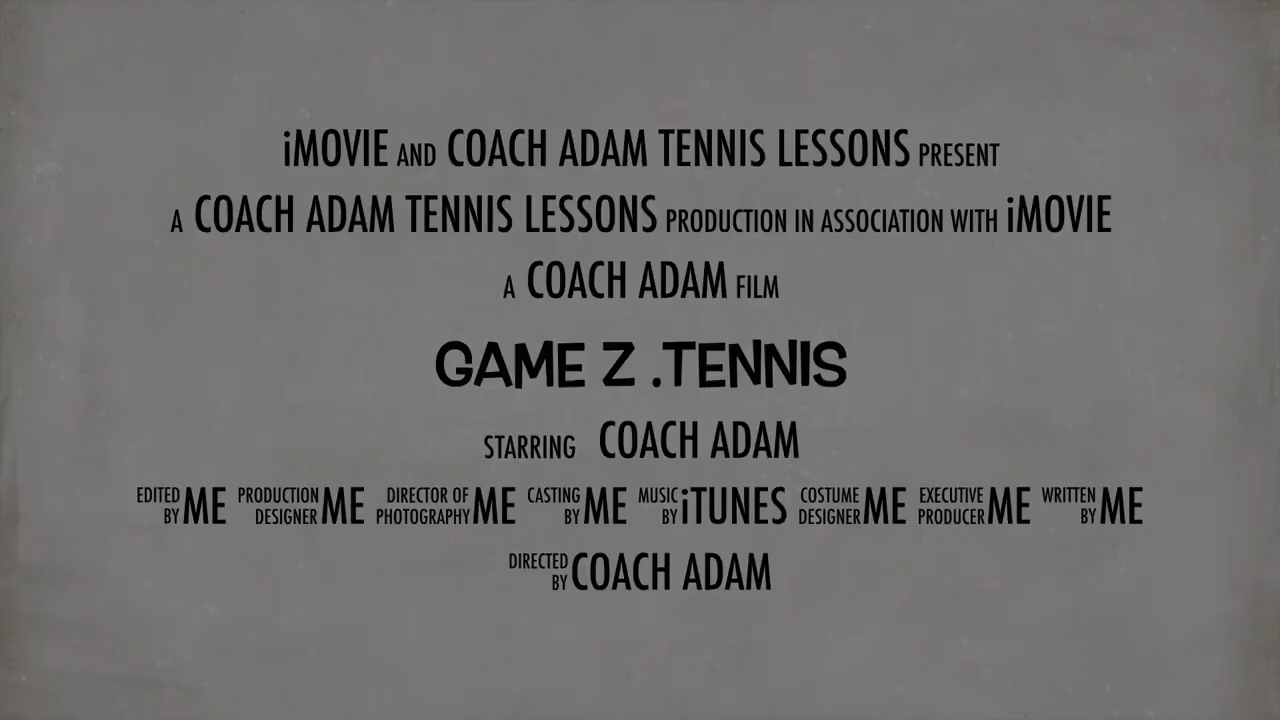 iMOVIE AND COACH ADAM TENNIS LESSONS PRESENT
A COACH ADAM TENNIS LESSONS PRODUCTION IN ASSOCIATION WITH iMOVIE
A COACH ADAM FILM
GAME Z .TENNIS
STARRING COACH ADAM
EDITED BY ME PRODUCTION DESIGNER ME DIRECTOR OF PHOTOGRAPHY ME CASTING BY ME MUSIC BY iTUNES COSTUME DESIGNER ME EXECUTIVE PRODUCER ME WRITTEN BY ME
DIRECTED BY COACH ADAM